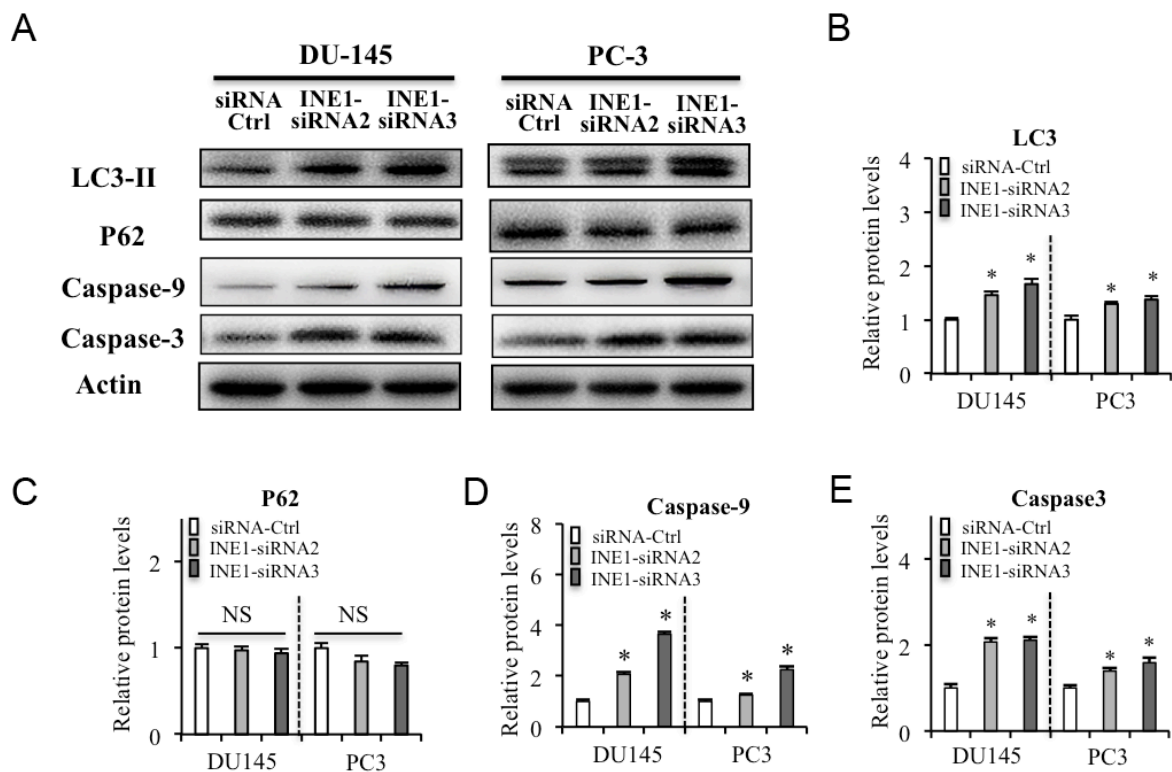 A
DU-145
PC-3
siRNA Ctrl
INE1-siRNA2
INE1-siRNA3
siRNA Ctrl
INE1-siRNA2
INE1-siRNA3
LC3-II
P62
Caspase-9
Caspase-3
Actin
B
LC3
siRNA-Ctrl
INE1-siRNA2
INE1-siRNA3
Relative protein levels
4
3
2
1
0
* * * *
DU145 PC3
C
P62
siRNA-Ctrl
INE1-siRNA2
INE1-siRNA3
Relative protein levels
2
1
0
NS NS
DU145 PC3
D
Caspase-9
siRNA-Ctrl
INE1-siRNA2
INE1-siRNA3
Relative protein levels
8
6
4
2
0
* * * *
DU145 PC3
E
Caspase3
siRNA-Ctrl
INE1-siRNA2
INE1-siRNA3
Relative protein levels
4
2
0
* * * *
DU145 PC3